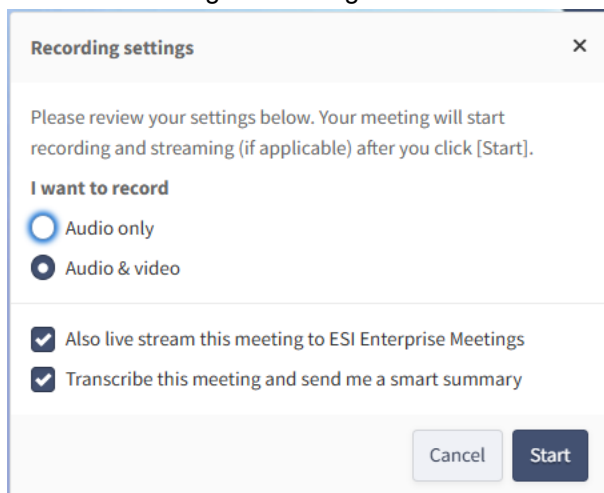 Recording settings
Please review your settings below. Your meeting will start
recording and streaming (if applicable) after you click [Start].
I want to record
Audio only
Audio & video
Also live stream this meeting to ESI Enterprise Meetings
Transcribe this meeting and send me a smart summary
Cancel Start